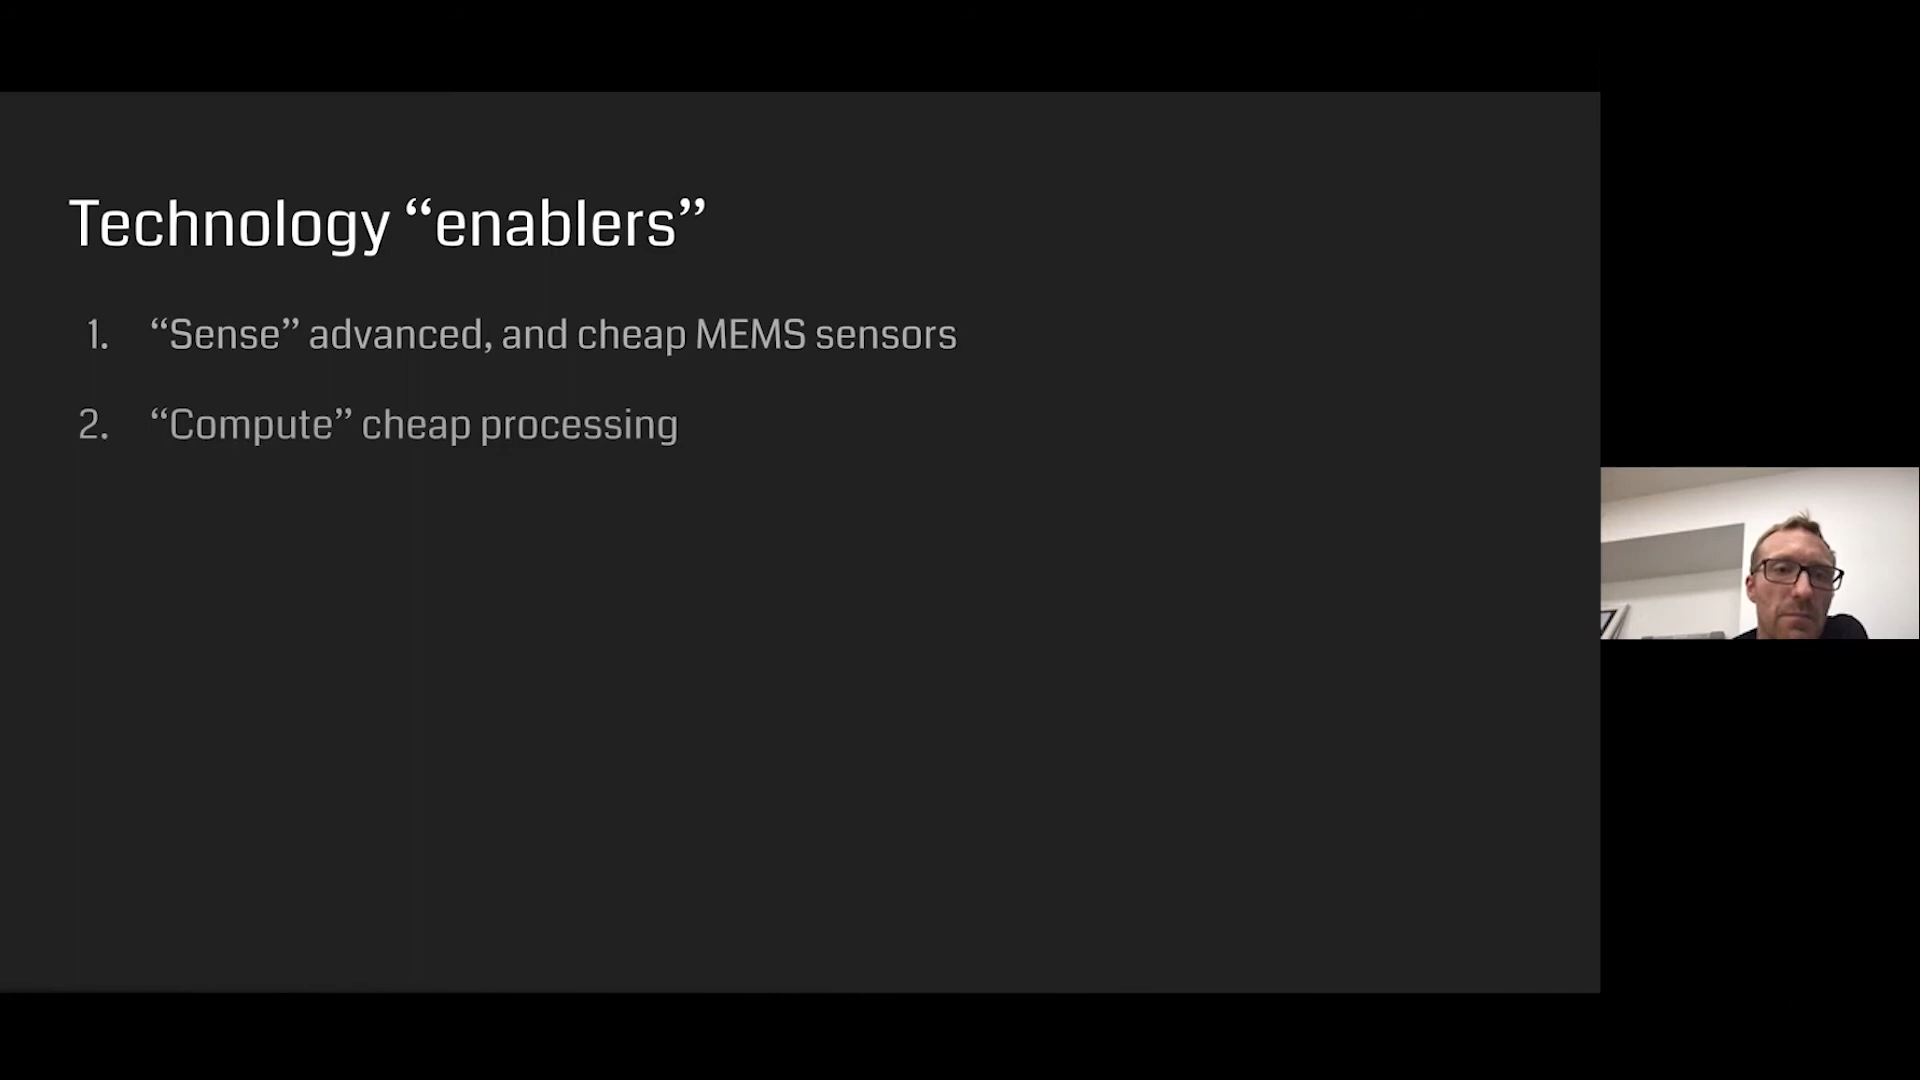 Technology “enablers”
1. “Sense” advanced, and cheap MEMS sensors
2. “Compute” cheap processing